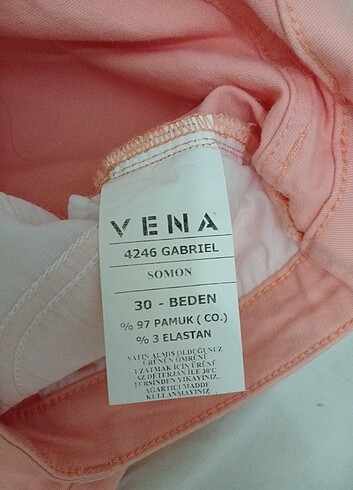 VENA
4246 GABRIEL
SOMON
30 - BEDEN
% 97 PAMUK ( CO.)
% 3 ELASTAN
SATIN ALMIŞ OLDUĞUNUZ
ÜRÜNÜN ÖMRÜNÜ
UZATMAK İÇİN ÜRÜNÜ
AZ DETERJAN İLE 30°C
TERSİNDEN YIKAYINIZ.
AĞARTICI MADDE
KULLANMAYINIZ